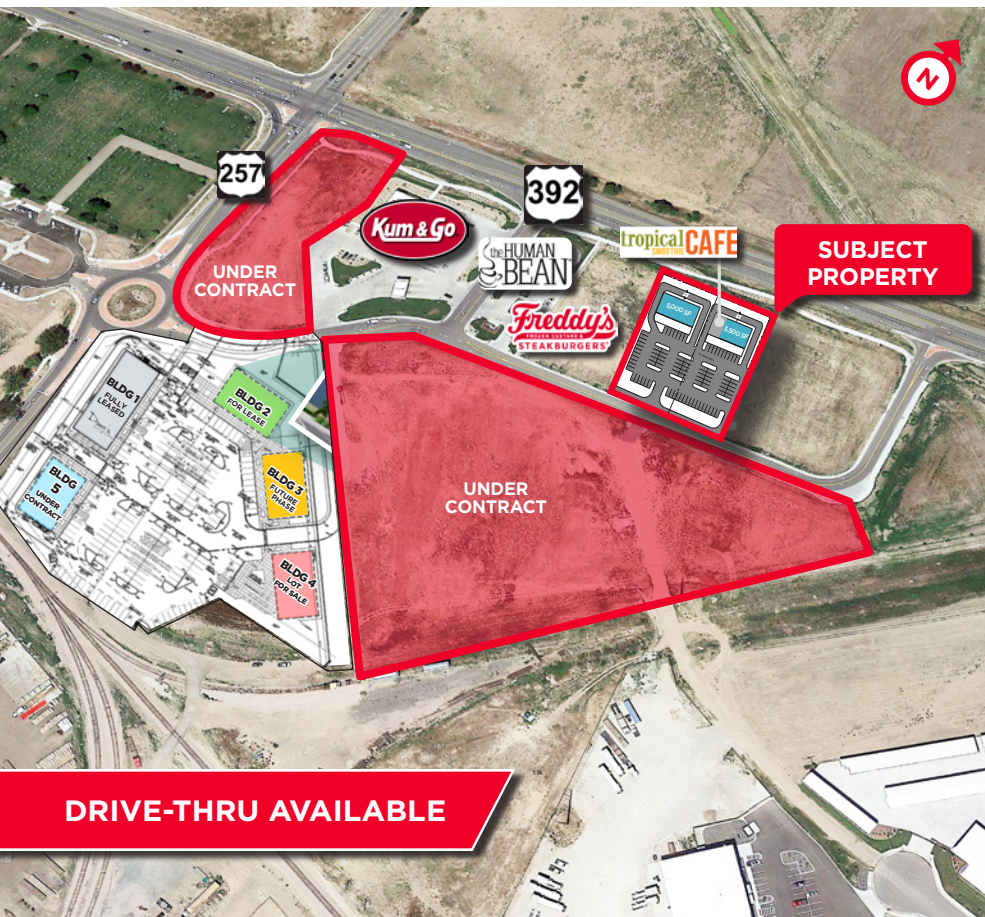 N
257
392
Kum & Go
the HUMAN
BEAN
tropical CAFE
SMOOTHIE
SUBJECT
PROPERTY
UNDER
CONTRACT
Freddy's
FROZEN CUSTARD &
STEAKBURGERS
5,000 SF
3,500 SF
BLDG 1
FULLY
LEASED
BLDG 2
FOR LEASE
BLDG 3
FUTURE
PHASE
BLDG
5
UNDER
CONTRACT
BLDG 4
LOT
FOR SALE
UNDER
CONTRACT
DRIVE-THRU AVAILABLE